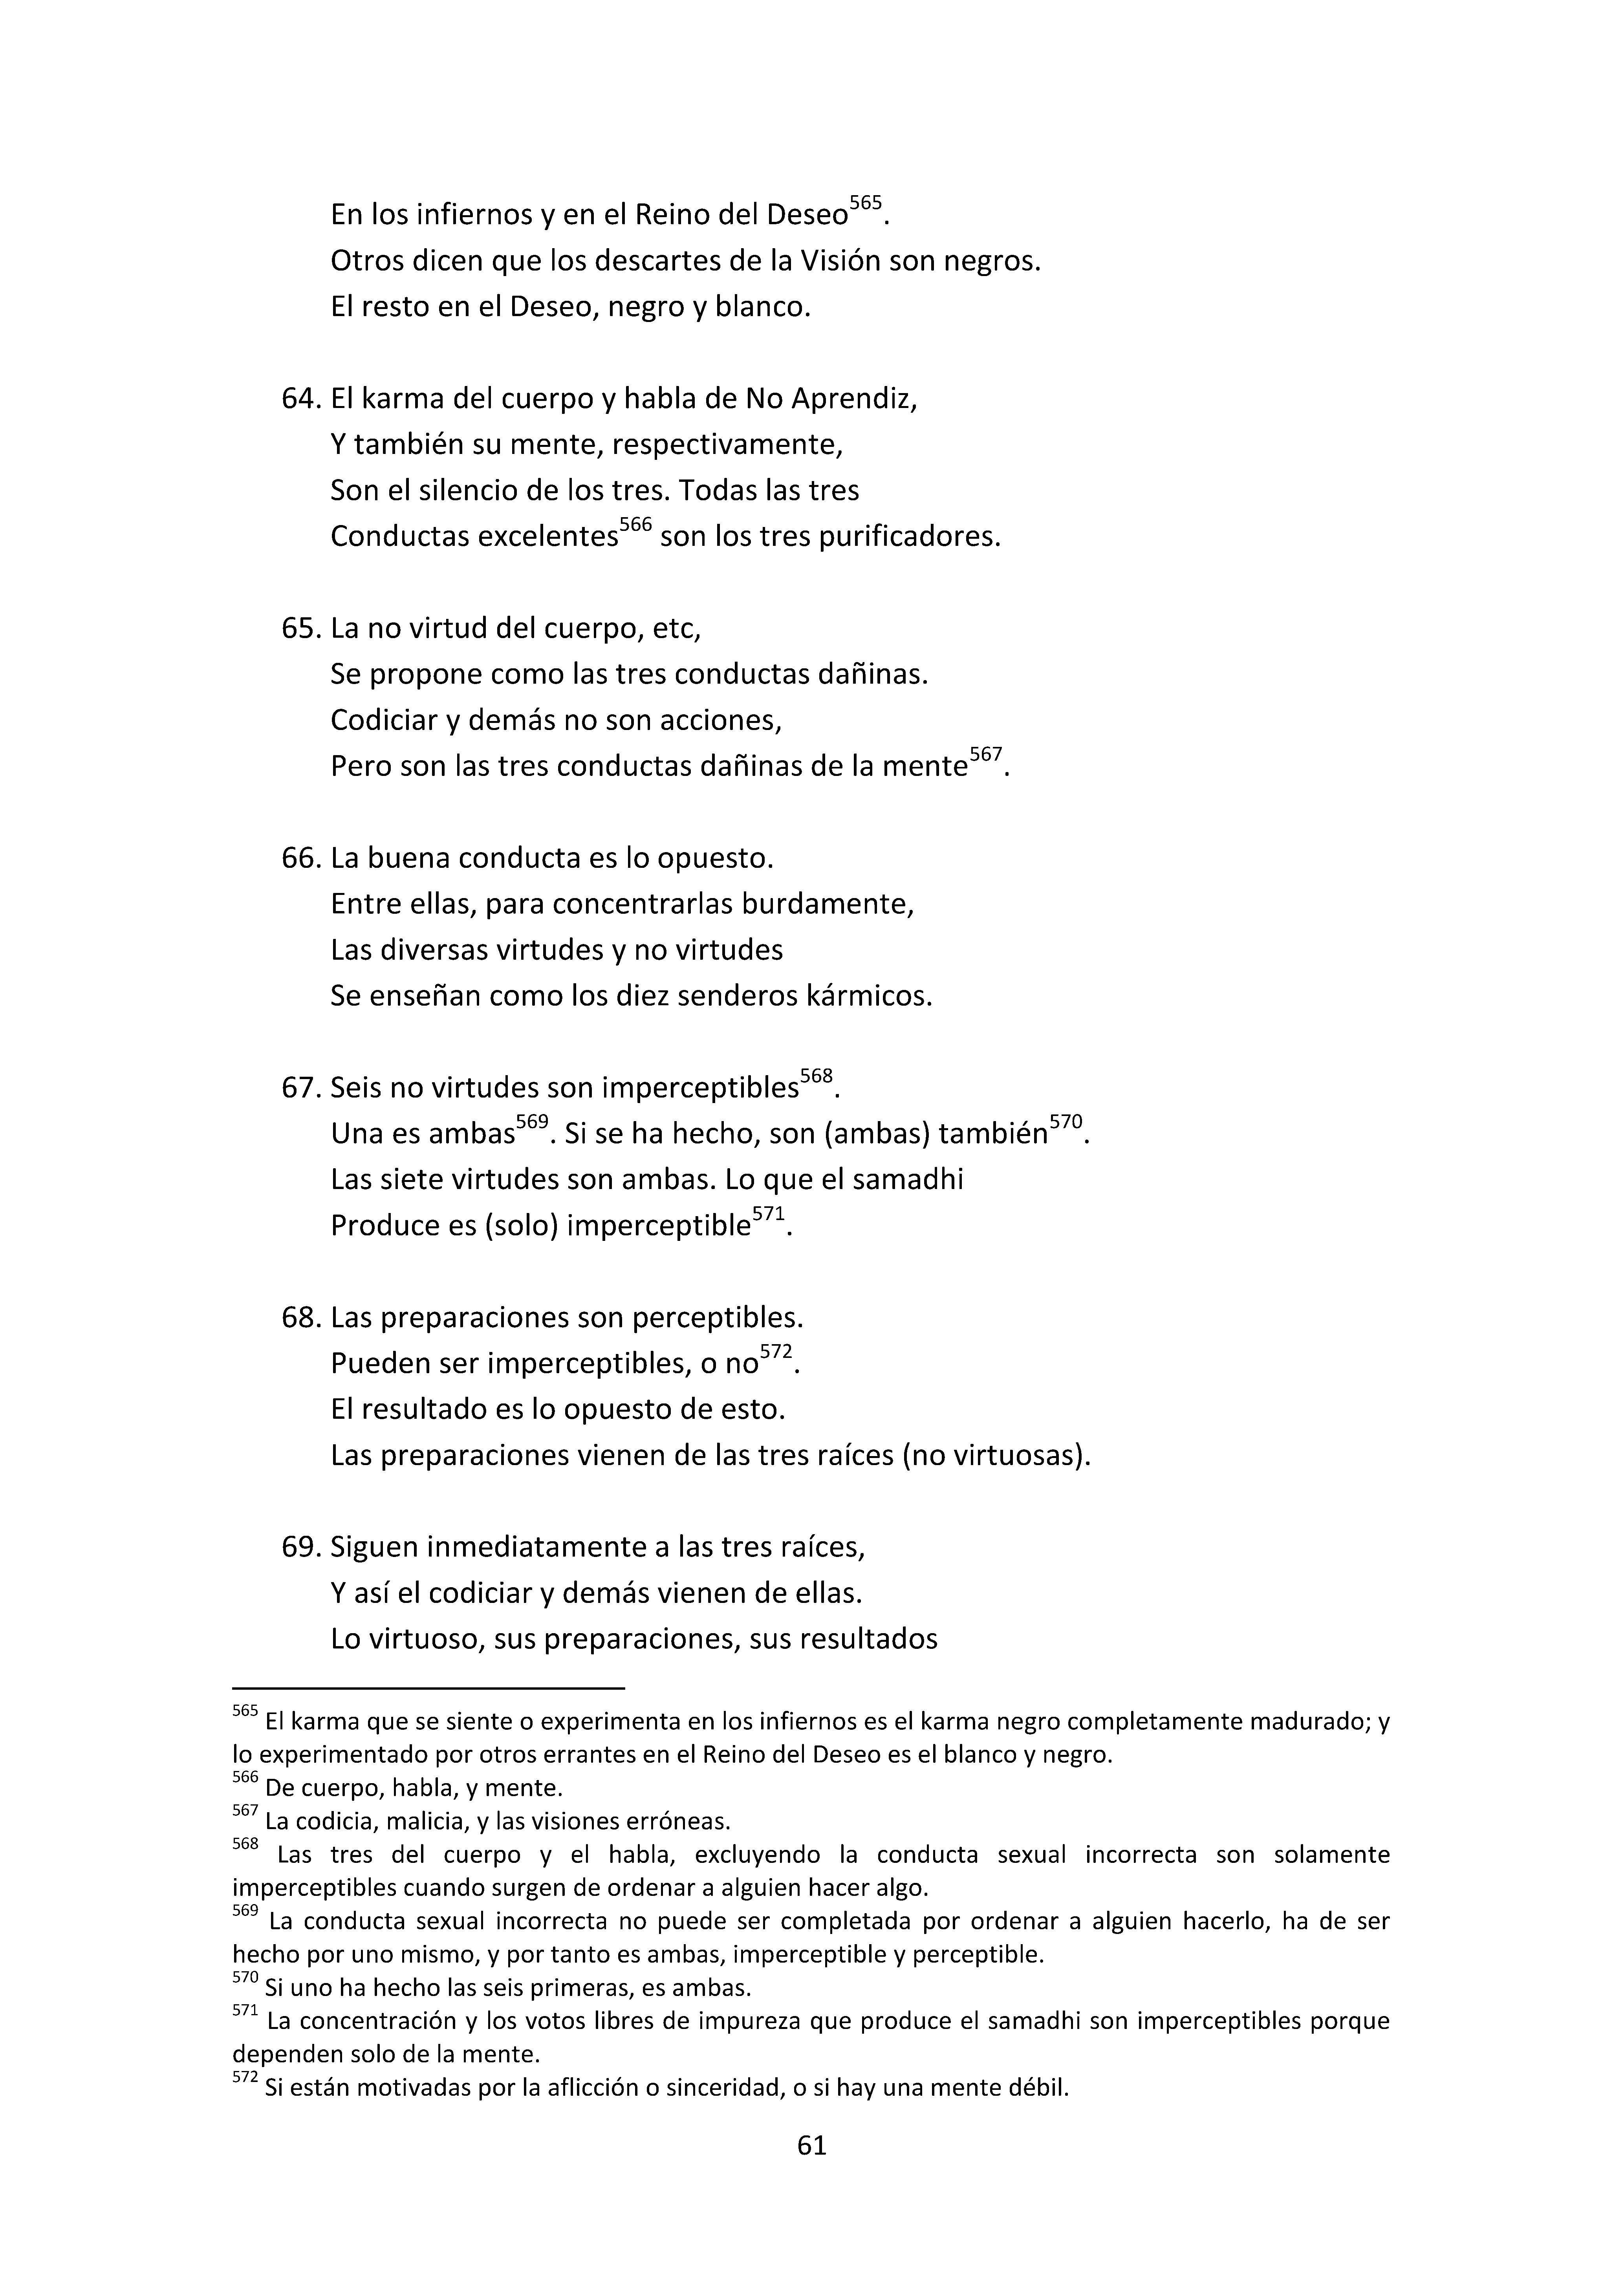 En los infiernos y en el Reino del Deseo565.
Otros dicen que los descartes de la Visión son negros.
El resto en el Deseo, negro y blanco.
64. El karma del cuerpo y habla de No Aprendiz,
Y también su mente, respectivamente,
Son el silencio de los tres. Todas las tres
Conductas excelentes566 son los tres purificadores.
65. La no virtud del cuerpo, etc,
Se propone como las tres conductas dañinas.
Codiciar y demás no son acciones,
Pero son las tres conductas dañinas de la mente567.
66. La buena conducta es lo opuesto.
Entre ellas, para concentrarlas burdamente,
Las diversas virtudes y no virtudes
Se enseñan como los diez senderos kármicos.
67. Seis no virtudes son imperceptibles568.
Una es ambas569. Si se ha hecho, son (ambas) también570.
Las siete virtudes son ambas. Lo que el samadhi
Produce es (solo) imperceptible571.
68. Las preparaciones son perceptibles.
Pueden ser imperceptibles, o no572.
El resultado es lo opuesto de esto.
Las preparaciones vienen de las tres raíces (no virtuosas).
69. Siguen inmediatamente a las tres raíces,
Y así el codiciar y demás vienen de ellas.
Lo virtuoso, sus preparaciones, sus resultados
565 El karma que se siente o experimenta en los infiernos es el karma negro completamente madurado; y
lo experimentado por otros errantes en el Reino del Deseo es el blanco y negro.
566 De cuerpo, habla, y mente.
567 La codicia, malicia, y las visiones erróneas.
568 Las tres del cuerpo y el habla, excluyendo la conducta sexual incorrecta son solamente
imperceptibles cuando surgen de ordenar a alguien hacer algo.
569 La conducta sexual incorrecta no puede ser completada por ordenar a alguien hacerlo, ha de ser
hecho por uno mismo, y por tanto es ambas, imperceptible y perceptible.
570 Si uno ha hecho las seis primeras, es ambas.
571 La concentración y los votos libres de impureza que produce el samadhi son imperceptibles porque
dependen solo de la mente.
572 Si están motivadas por la aflicción o sinceridad, o si hay una mente débil.
61